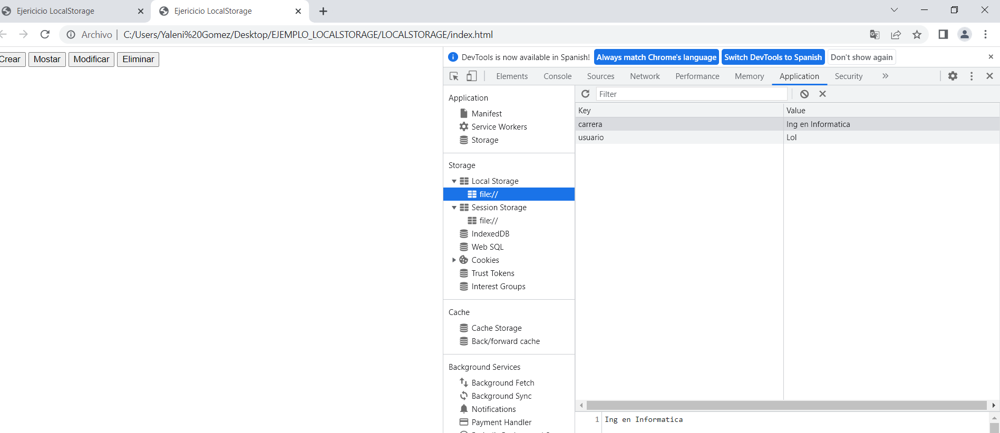 Ejericicio LocalStorage
Ejericicio LocalStorage
Archivo
C:/Users/Yaleni%20Gomez/Desktop/EJEMPLO_LOCALSTORAGE/LOCALSTORAGE/index.html
Crear Mostar Modificar Eliminar
DevTools is now available in Spanish! Always match Chrome's language Switch DevTools to Spanish Don't show again
Elements Console Sources Network Performance Memory Application Security
Application
Manifest
Service Workers
Storage
Storage
Local Storage
file://
Session Storage
file://
IndexedDB
Web SQL
Cookies
Trust Tokens
Interest Groups
Cache
Cache Storage
Back/forward cache
Background Services
Background Fetch
Background Sync
Notifications
Payment Handler
Filter
Key Value
carrera Ing en Informatica
usuario Lol
1 Ing en Informatica